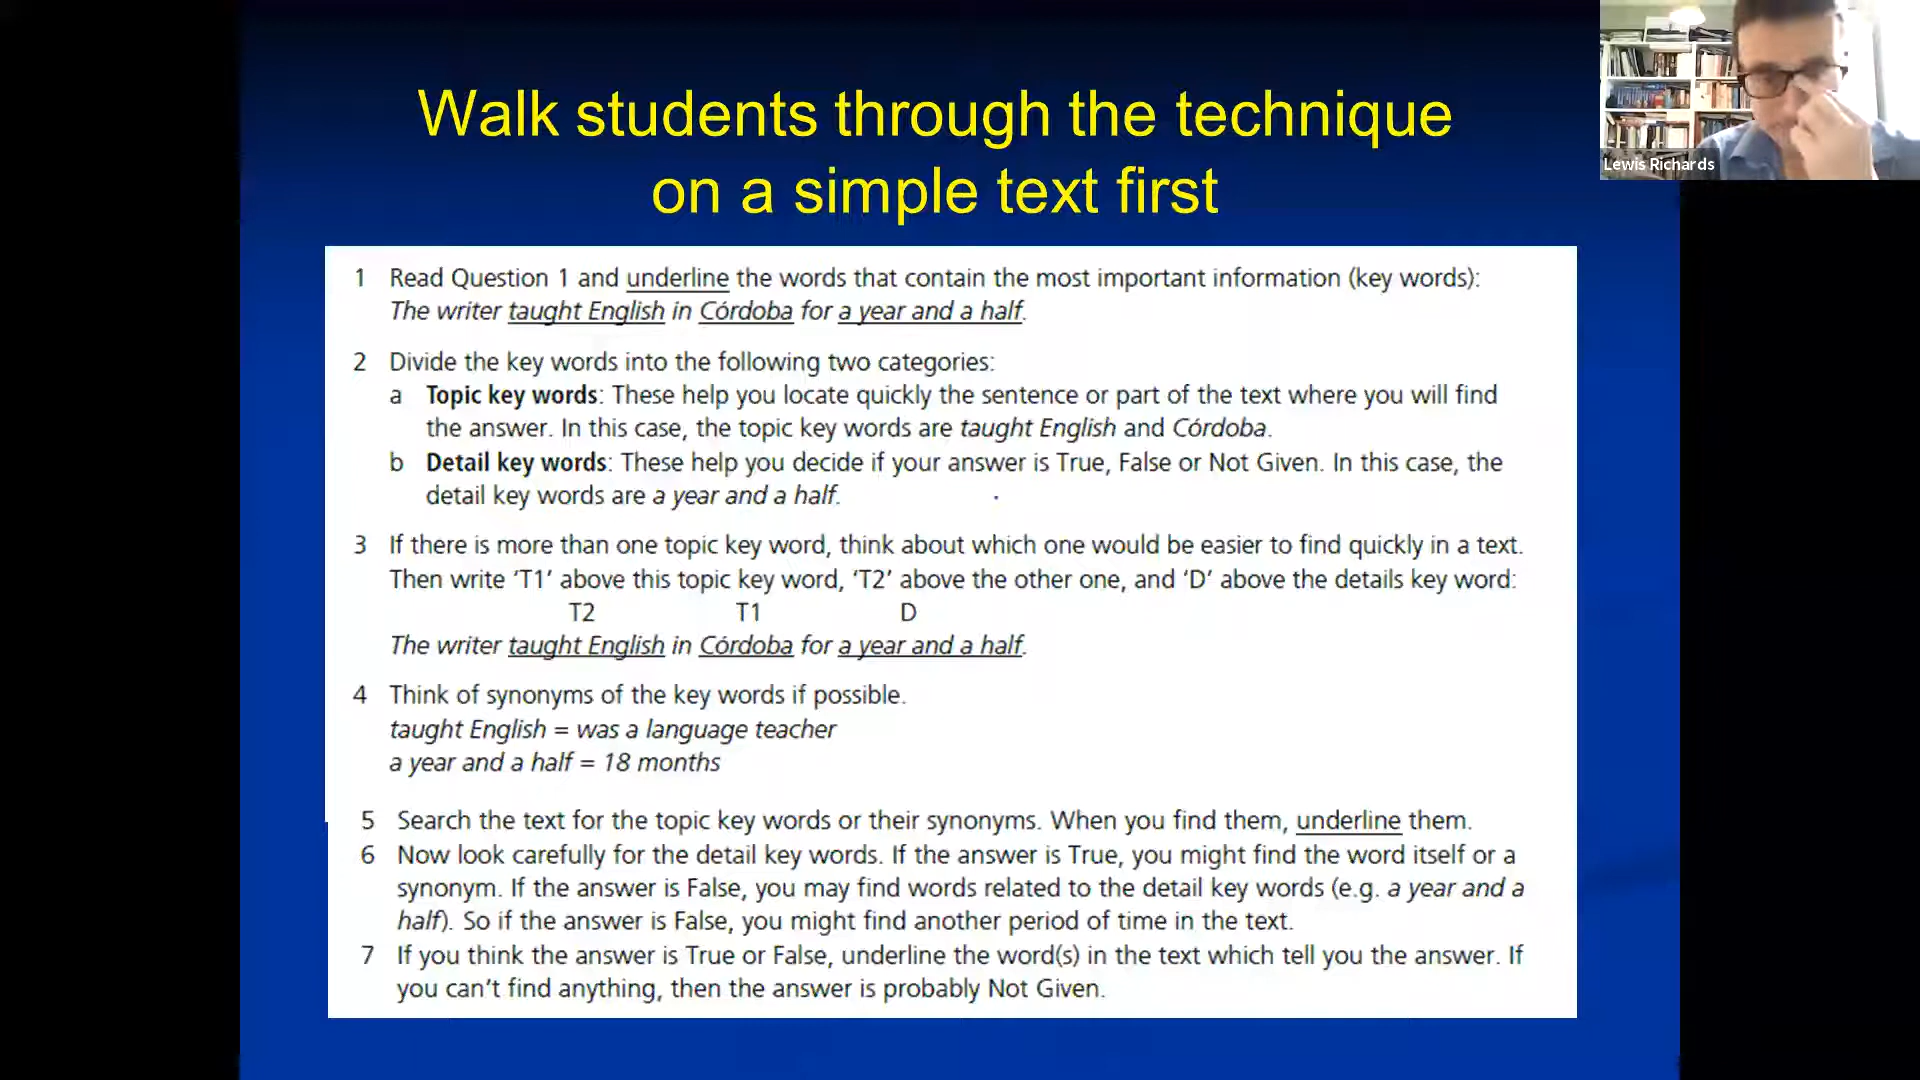 Walk students through the technique
on a simple text first
Lewis Richards
1 Read Question 1 and underline the words that contain the most important information (key words):
The writer taught English in Córdoba for a year and a half.
2 Divide the key words into the following two categories:
a Topic key words: These help you locate quickly the sentence or part of the text where you will find
the answer. In this case, the topic key words are taught English and Córdoba.
b Detail key words: These help you decide if your answer is True, False or Not Given. In this case, the
detail key words are a year and a half.
3 If there is more than one topic key word, think about which one would be easier to find quickly in a text.
Then write ‘T1’ above this topic key word, ‘T2’ above the other one, and ‘D’ above the details key word:
T2 T1 D
The writer taught English in Córdoba for a year and a half.
4 Think of synonyms of the key words if possible.
taught English = was a language teacher
a year and a half = 18 months
5 Search the text for the topic key words or their synonyms. When you find them, underline them.
6 Now look carefully for the detail key words. If the answer is True, you might find the word itself or a
synonym. If the answer is False, you may find words related to the detail key words (e.g. a year and a
half). So if the answer is False, you might find another period of time in the text.
7 If you think the answer is True or False, underline the word(s) in the text which tell you the answer. If
you can’t find anything, then the answer is probably Not Given.